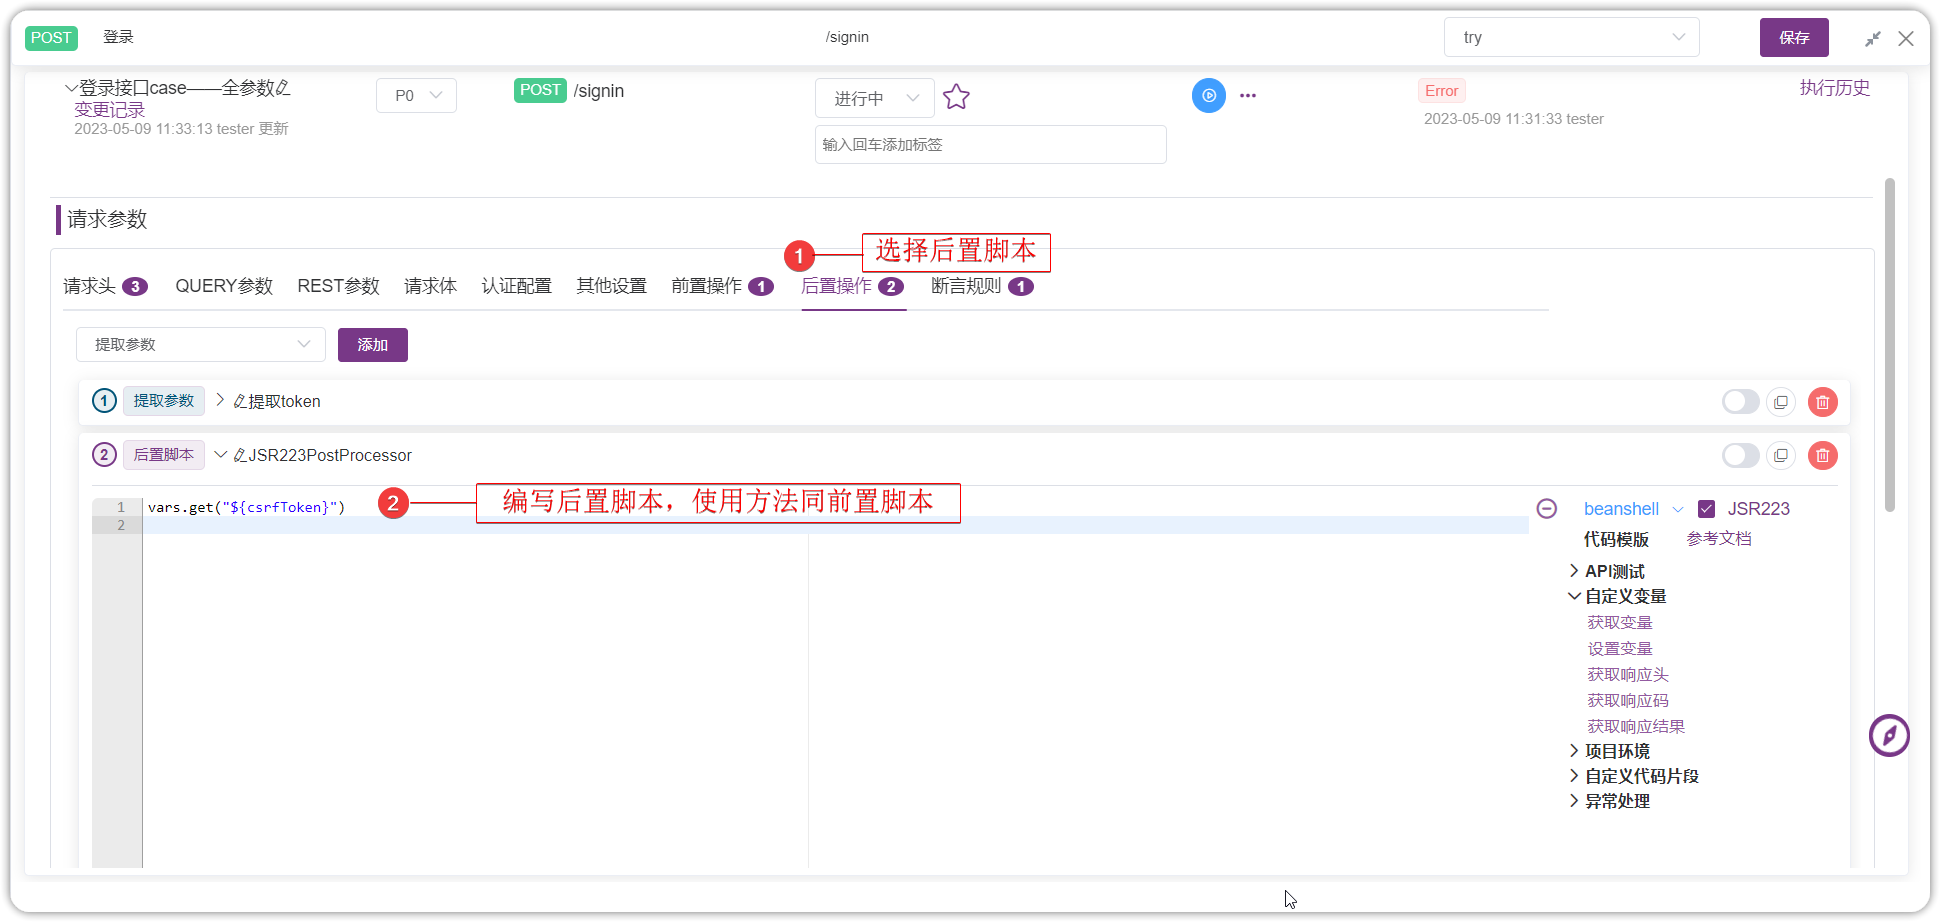 POST 登录 /signin try 保存
登录接口case——全参数 P0 POST /signin 进行中 Error 执行历史
变更记录
2023-05-09 11:33:13 tester 更新 2023-05-09 11:31:33 tester
输入回车添加标签
请求参数
1 选择后置脚本
请求头 3 QUERY参数 REST参数 请求体 认证配置 其他设置 前置操作 1 后置操作 2 断言规则 1
提取参数 添加
1 提取参数 提取token
2 后置脚本 JSR223PostProcessor
2 编写后置脚本，使用方法同前置脚本
1 vars.get("${csrfToken}")
2
beanshell JSR223
代码模版 参考文档
API测试
自定义变量
获取变量
设置变量
获取响应头
获取响应码
获取响应结果
项目环境
自定义代码片段
异常处理